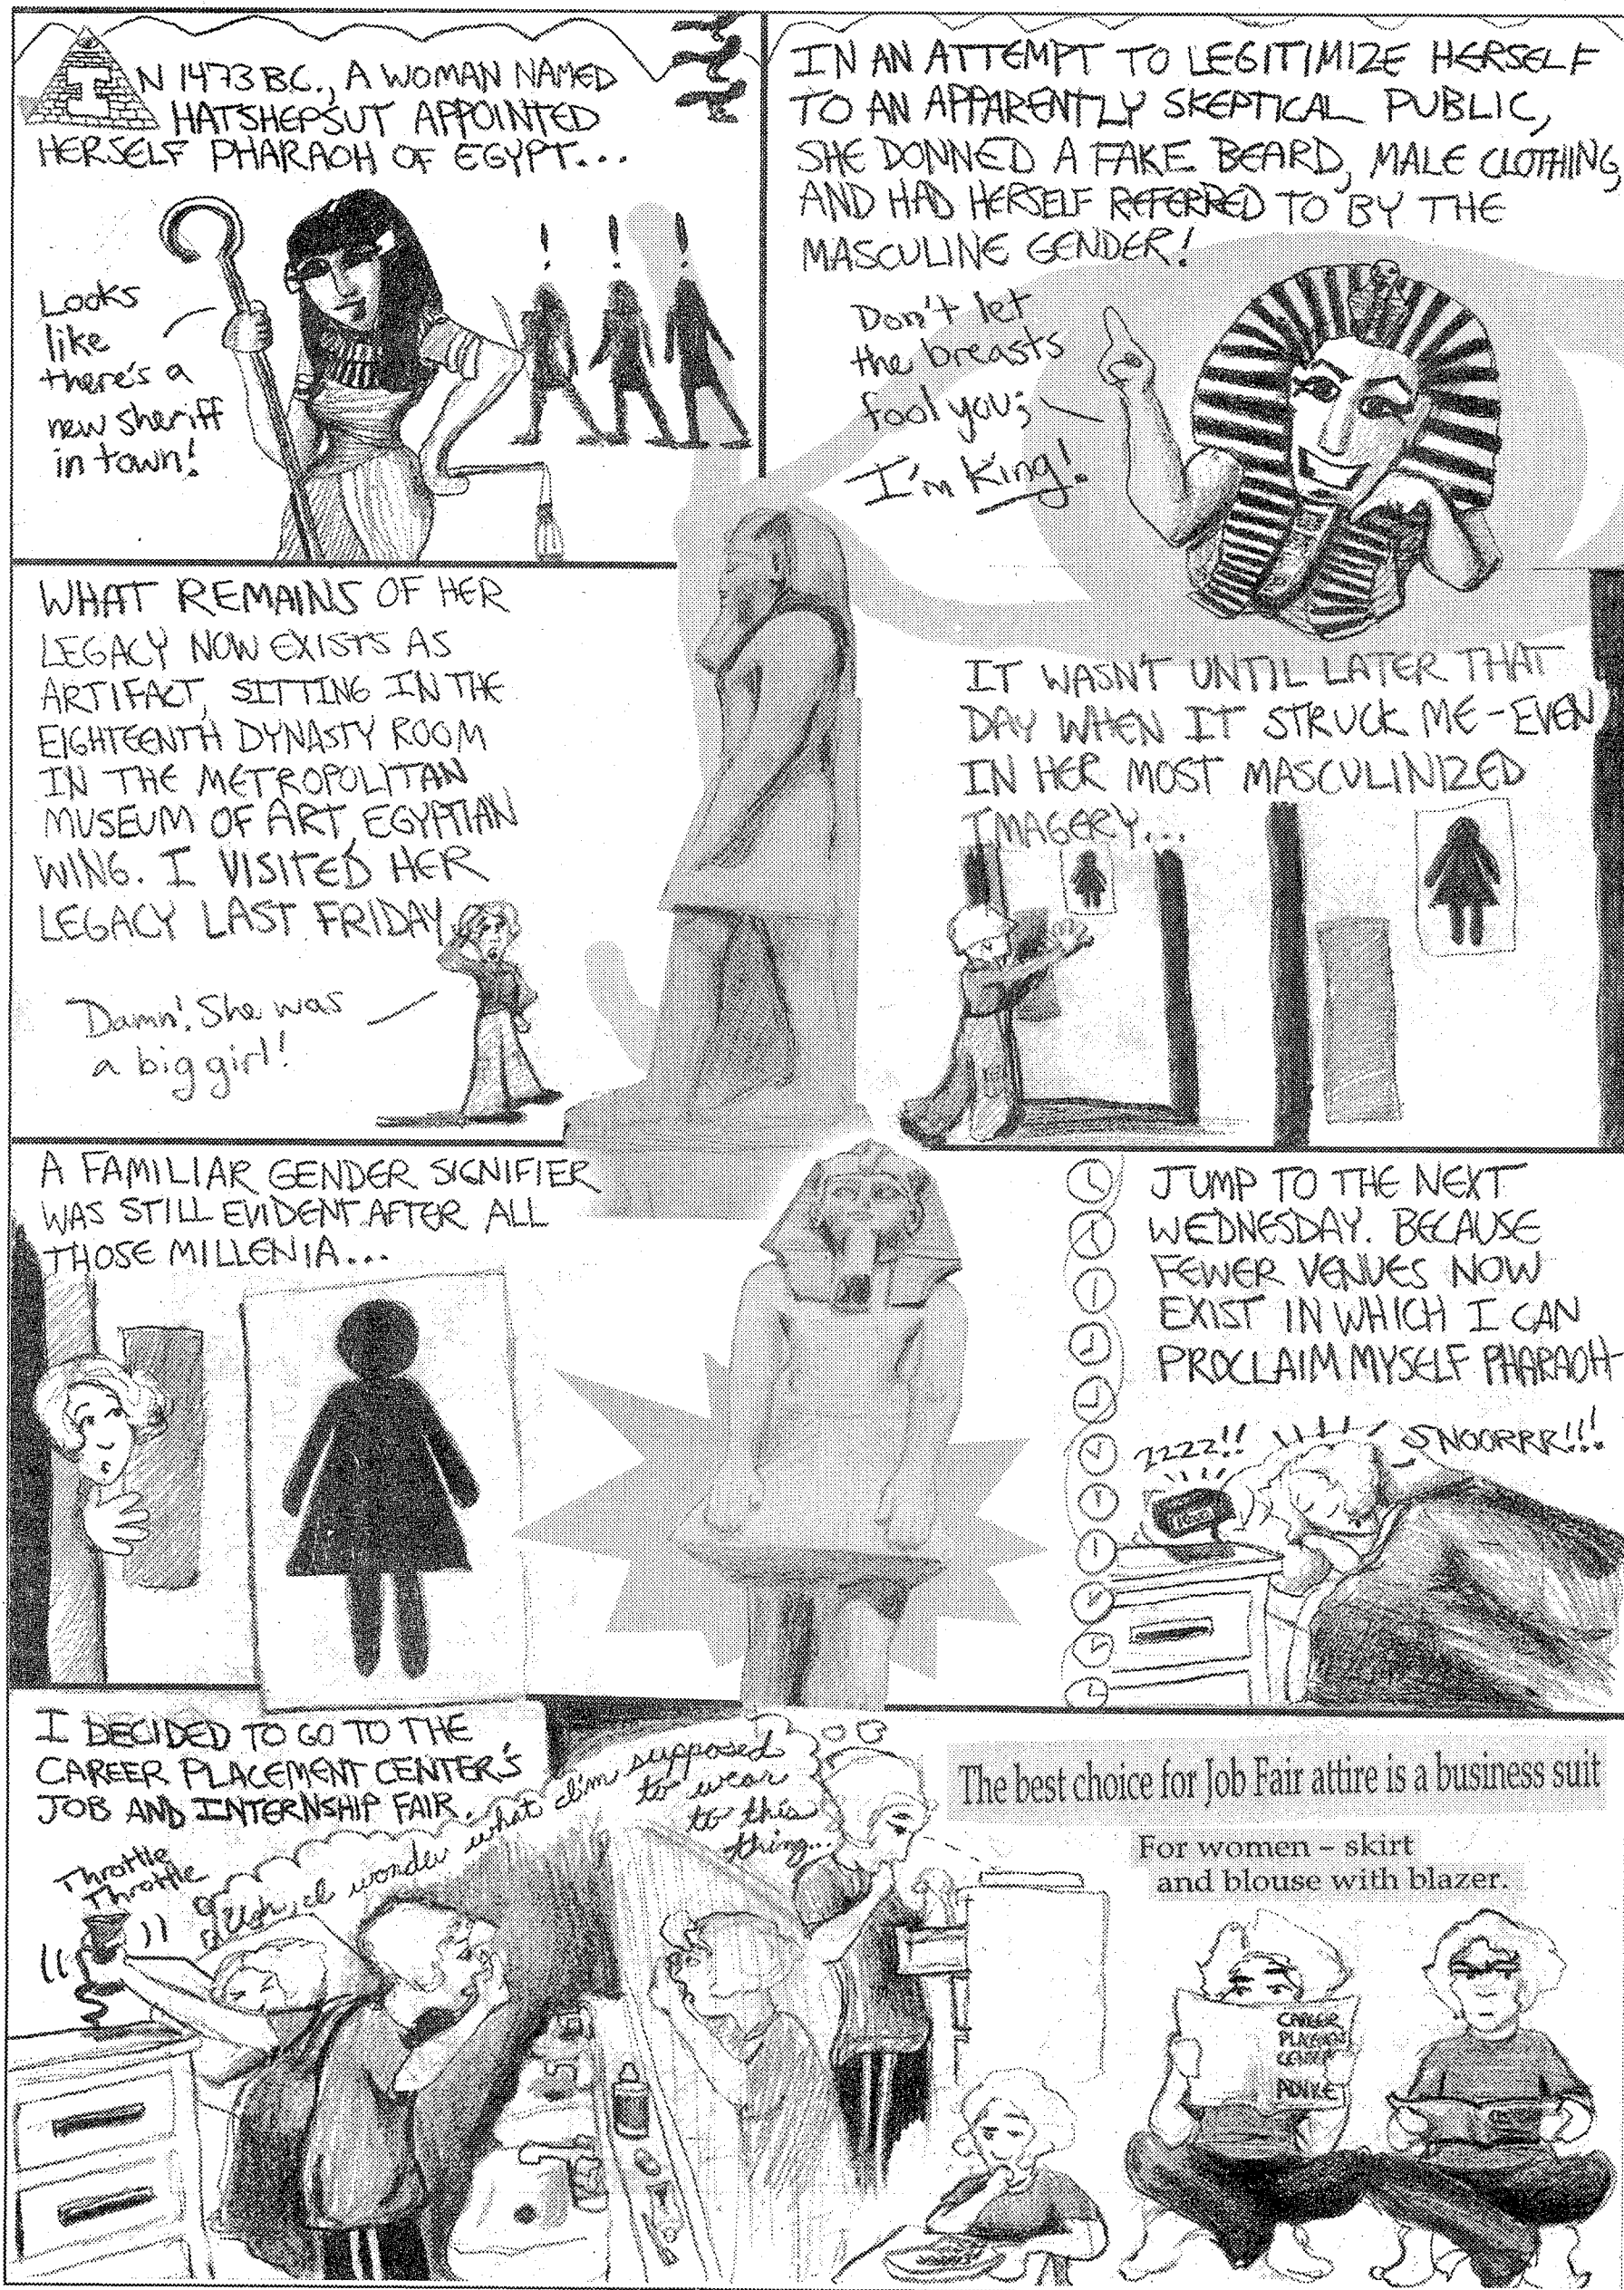 IN 1473 B.C., A WOMAN NAMED
HATSHEPSUT APPOINTED
HERSELF PHARAOH OF EGYPT...
Looks
like
there's a
new sheriff
in town!
! ! !
IN AN ATTEMPT TO LEGITIMIZE HERSELF
TO AN APPARENTLY SKEPTICAL PUBLIC,
SHE DONNED A FAKE BEARD, MALE CLOTHING,
AND HAD HERSELF REFERRED TO BY THE
MASCULINE GENDER!
Don't let
the breasts
fool you;
I'm King!
WHAT REMAINS OF HER
LEGACY NOW EXISTS AS
ARTIFACT, SITTING IN THE
EIGHTEENTH DYNASTY ROOM
IN THE METROPOLITAN
MUSEUM OF ART, EGYPTIAN
WING. I VISITED HER
LEGACY LAST FRIDAY.
Damn! She was
a big girl!
IT WASN'T UNTIL LATER THAT
DAY WHEN IT STRUCK ME-EVEN
IN HER MOST MASCULINIZED
IMAGERY...
A FAMILIAR GENDER SIGNIFIER
WAS STILL EVIDENT AFTER ALL
THOSE MILLENIA...
JUMP TO THE NEXT
WEDNESDAY. BECAUSE
FEWER VENUES NOW
EXIST IN WHICH I CAN
PROCLAIM MYSELF PHARAOH-
ZZZZ!!
SNOORRR!!!
I DECIDED TO GO TO THE
CAREER PLACEMENT CENTER'S
JOB AND INTERNSHIP FAIR.
Throttle
Throttle
Ugh, I wonder what I'm supposed
to wear
to this
thing...
The best choice for Job Fair attire is a business suit
For women – skirt
and blouse with blazer.
CAREER
PLACEMENT
CENTER
ADVICE